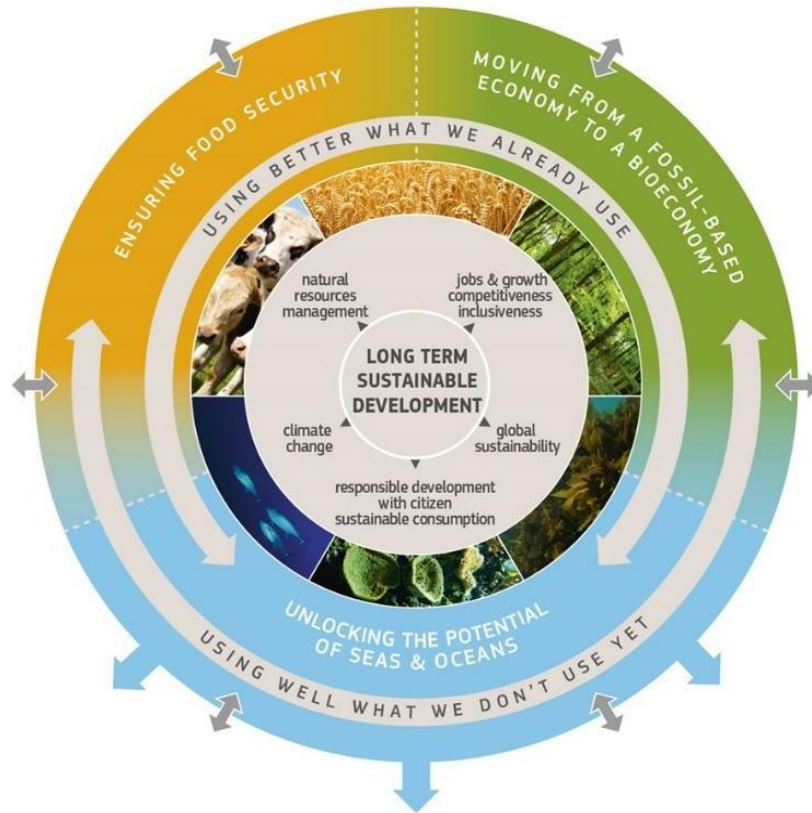 ENSURING FOOD SECURITY
MOVING FROM A FOSSIL-BASED
ECONOMY TO A BIOECONOMY
USING BETTER WHAT WE ALREADY USE
natural
resources
management
jobs & growth
competitiveness
inclusiveness
LONG TERM
SUSTAINABLE
DEVELOPMENT
climate
change
global
sustainability
responsible development
with citizen
sustainable consumption
UNLOCKING THE POTENTIAL
OF SEAS & OCEANS
USING WELL WHAT WE DON'T USE YET